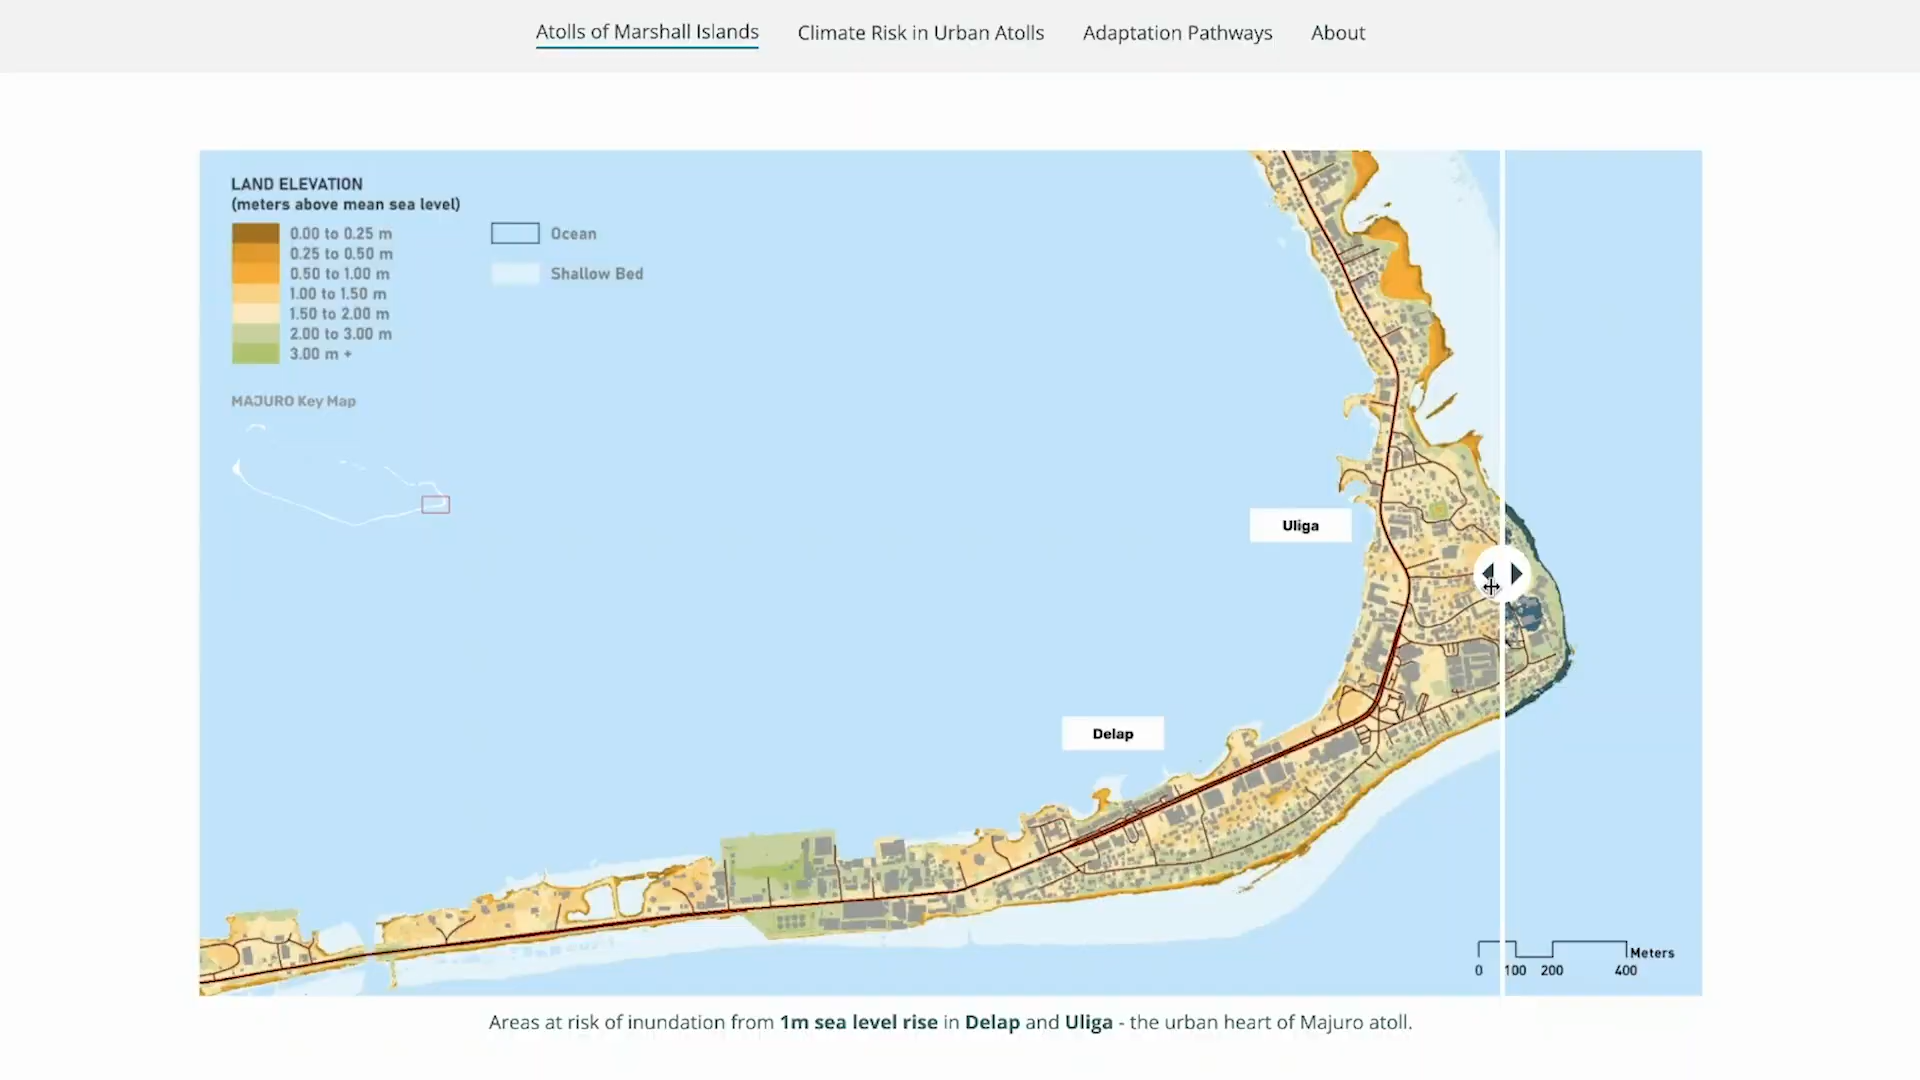 Atolls of Marshall Islands
Climate Risk in Urban Atolls
Adaptation Pathways
About
LAND ELEVATION
(meters above mean sea level)
0.00 to 0.25 m
0.25 to 0.50 m
0.50 to 1.00 m
1.00 to 1.50 m
1.50 to 2.00 m
2.00 to 3.00 m
3.00 m +
Ocean
Shallow Bed
MAJURO Key Map
Uliga
Delap
Meters
0 100 200 400
Areas at risk of inundation from 1m sea level rise in Delap and Uliga - the urban heart of Majuro atoll.